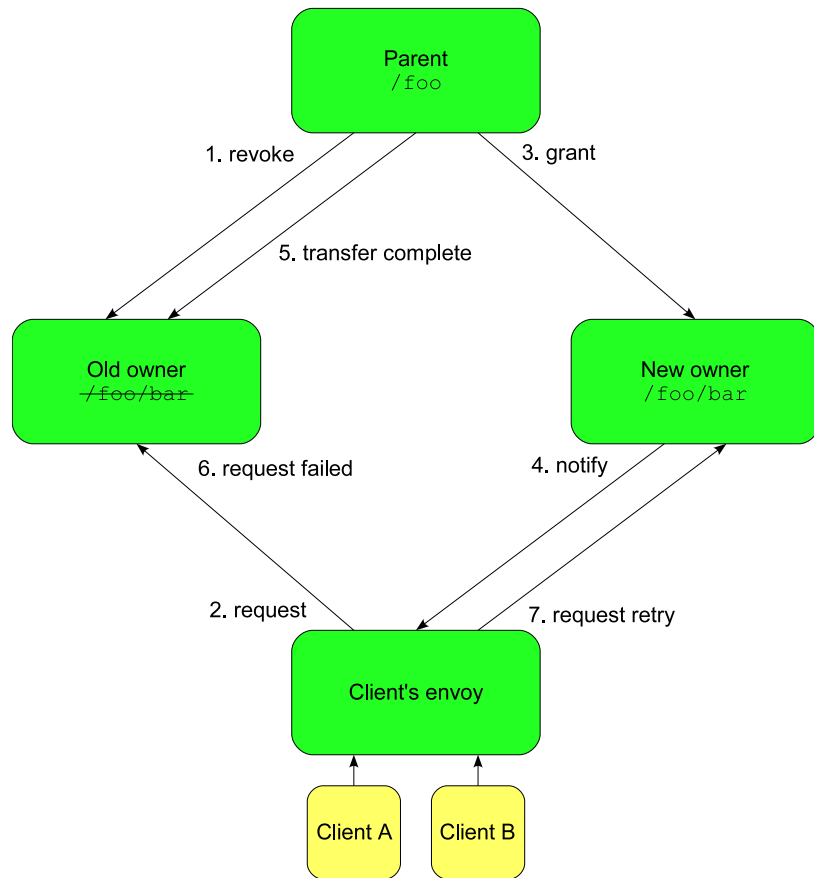 Parent
/foo
1. revoke
3. grant
5. transfer complete
Old owner
/foo/bar
New owner
/foo/bar
6. request failed
4. notify
2. request
7. request retry
Client's envoy
Client A
Client B